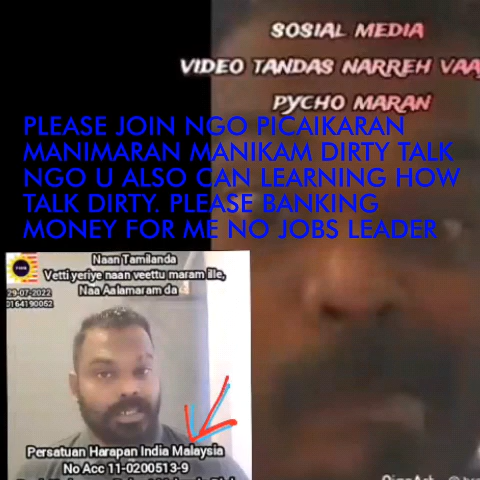 SOSIAL MEDIA
VIDEO TANDAS NARREH VAA
PYCHO MARAN
PLEASE JOIN NGO PICAIKARAN
MANIMARAN MANIKAM DIRTY TALK
NGO U ALSO CAN LEARNING HOW
TALK DIRTY. PLEASE BANKING
MONEY FOR ME NO JOBS LEADER
Naan Tamilanda
Vetti yeriye naan veettu maram ille,
Naa Aalamaram da
29-07-2022
0164190052
Persatuan Harapan India Malaysia
No Acc 11-0200513-9
PicsArt